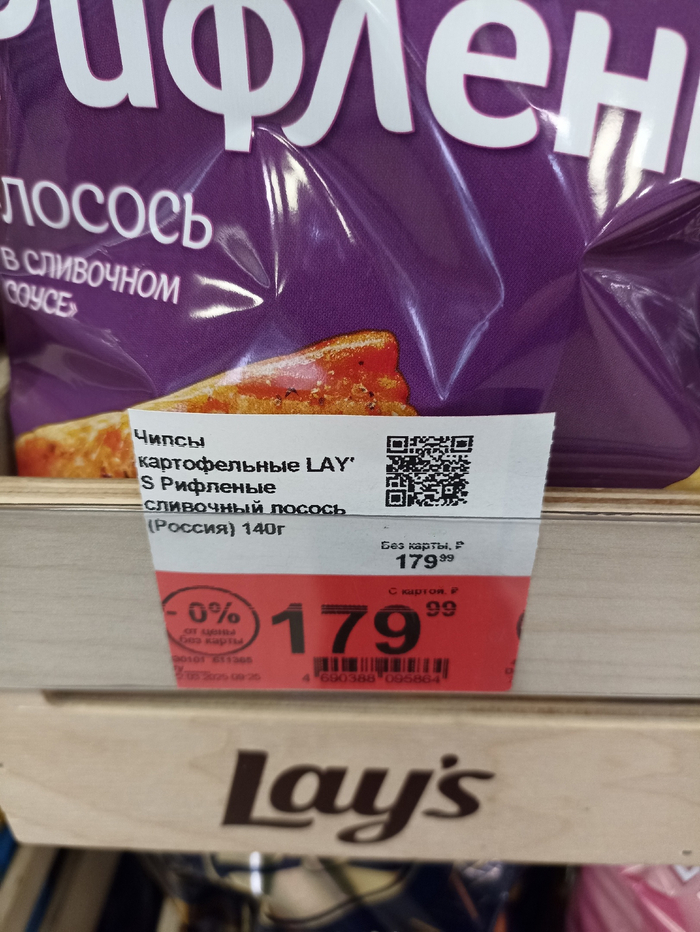 Рифлен
ЛОСОСЬ
В СЛИВОЧНОМ
СОУСЕ»
Чипсы
картофельные LAY'
S Рифленые
сливочный лосось
(Россия) 140г
Без карты, ₽
179 99
С картой, ₽
- 0%
от цены
без карты
179 99
4 690388 095864
Lay's